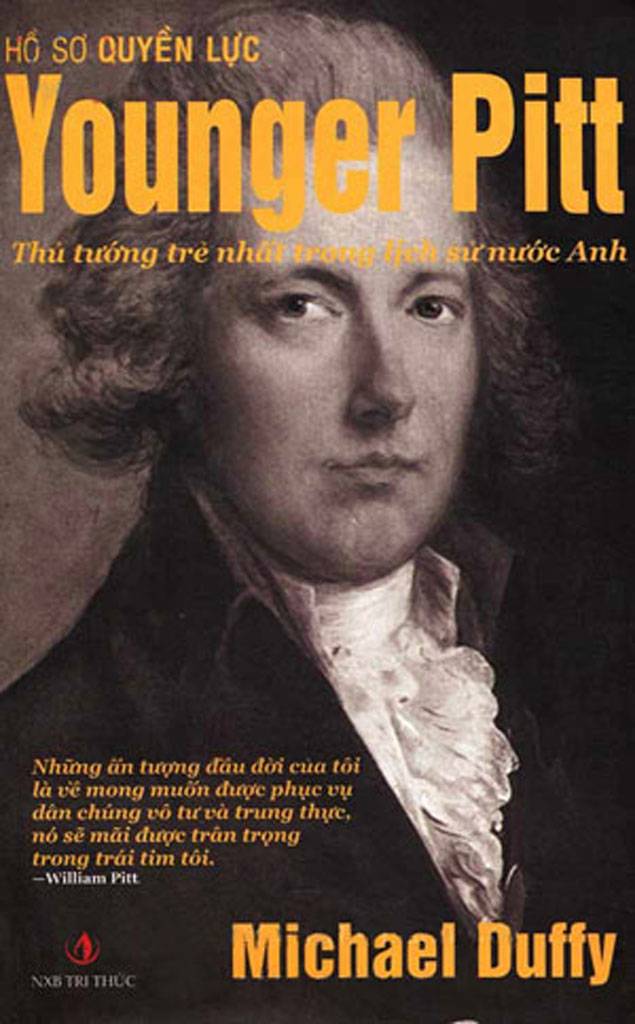 HỒ SƠ QUYỀN LỰC
Younger Pitt
Thủ tướng trẻ nhất trong lịch sử nước Anh
Những ấn tượng đầu đời của tôi
là về mong muốn được phục vụ
dân chúng vô tư và trung thực,
nó sẽ mãi được trân trọng
trong trái tim tôi.
—William Pitt
Michael Duffy
NXB TRI THỨC